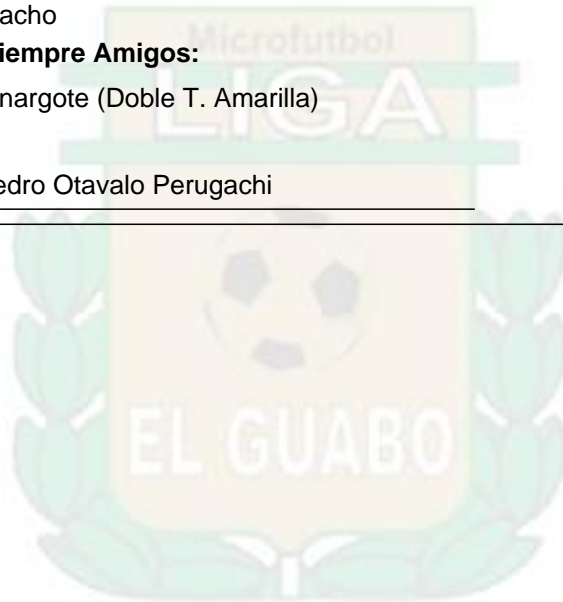 acho
iempre Amigos:
nargote (Doble T. Amarilla)
edro Otavalo Perugachi
Microfutbol
LIGA
EL GUABO